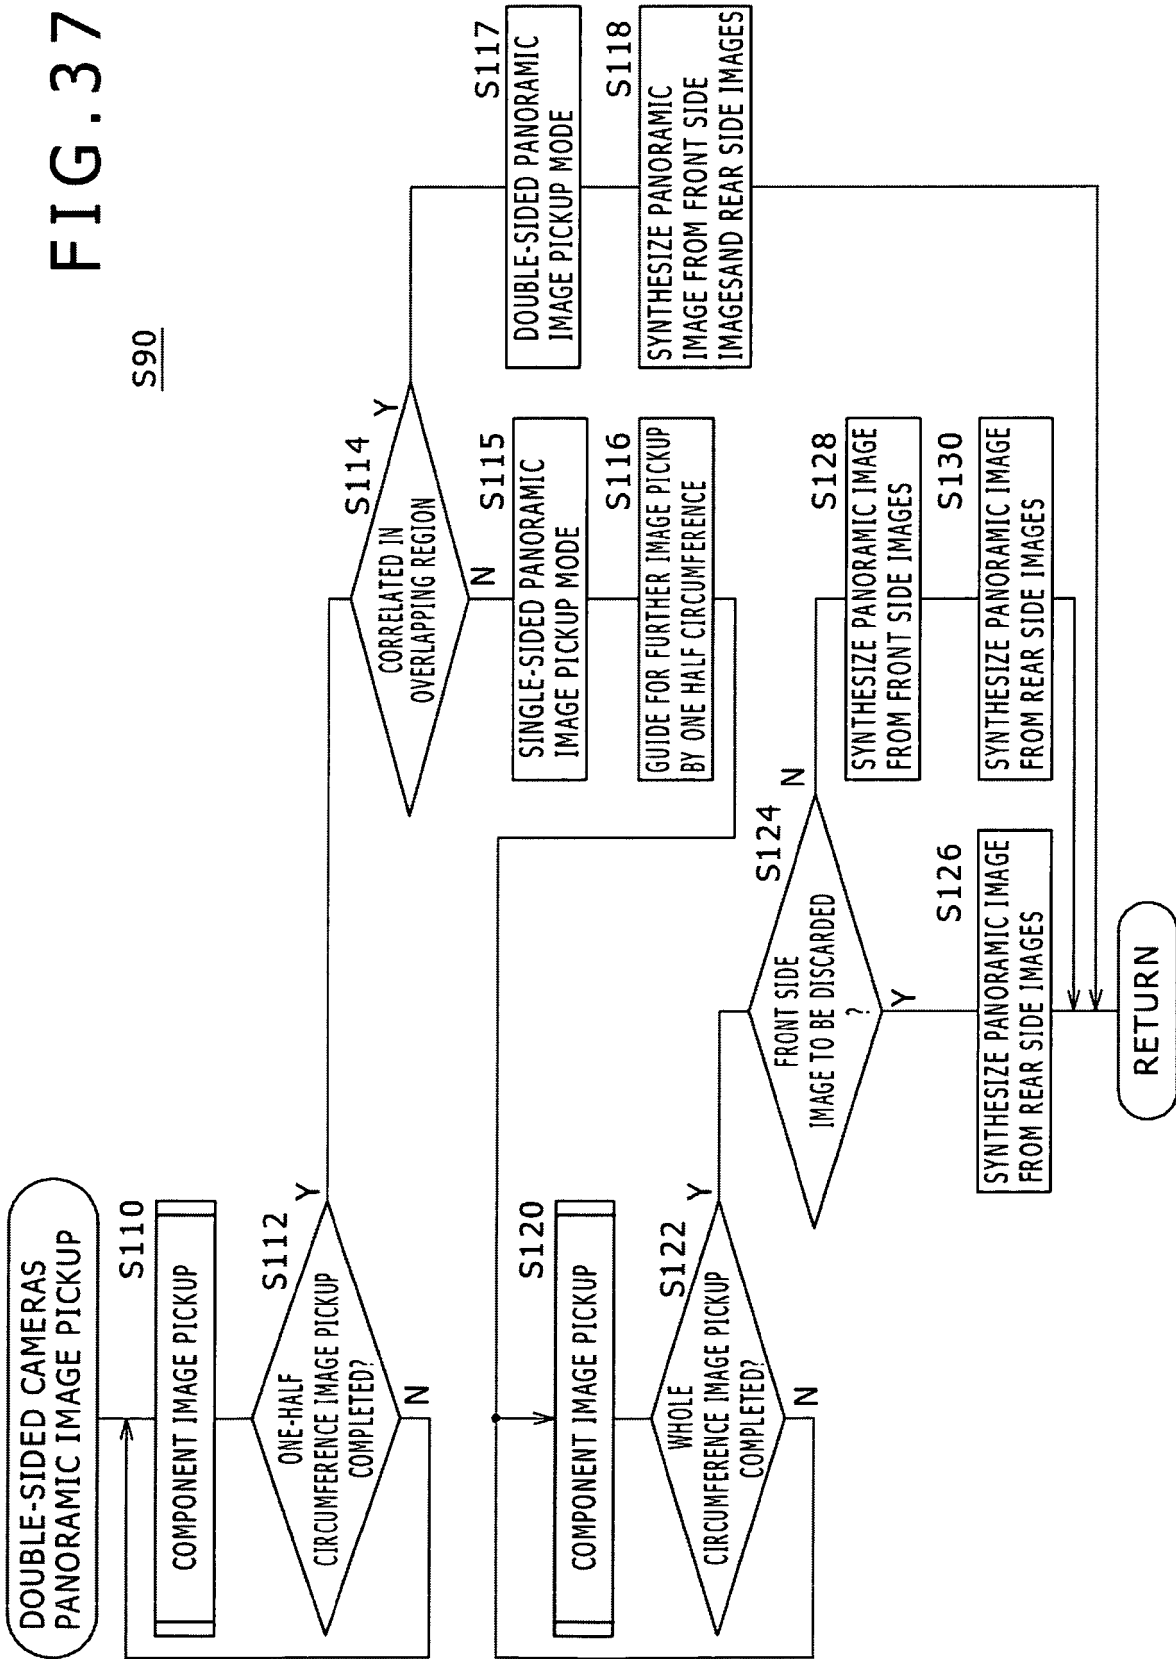 FIG.37
S90
DOUBLE-SIDED CAMERAS
PANORAMIC IMAGE PICKUP
S110
COMPONENT IMAGE PICKUP
S112
ONE-HALF
CIRCUMFERENCE IMAGE PICKUP
COMPLETED?
Y
N
S114
CORRELATED IN
OVERLAPPING REGION
Y
N
S115
SINGLE-SIDED PANORAMIC
IMAGE PICKUP MODE
S116
GUIDE FOR FURTHER IMAGE PICKUP
BY ONE HALF CIRCUMFERENCE
S117
DOUBLE-SIDED PANORAMIC
IMAGE PICKUP MODE
S118
SYNTHESIZE PANORAMIC
IMAGE FROM FRONT SIDE
IMAGESAND REAR SIDE IMAGES
S120
COMPONENT IMAGE PICKUP
S122
WHOLE
CIRCUMFERENCE IMAGE PICKUP
COMPLETED?
Y
N
S124
FRONT SIDE
IMAGE TO BE DISCARDED
?
N
Y
S126
SYNTHESIZE PANORAMIC IMAGE
FROM REAR SIDE IMAGES
S128
SYNTHESIZE PANORAMIC IMAGE
FROM FRONT SIDE IMAGES
S130
SYNTHESIZE PANORAMIC IMAGE
FROM REAR SIDE IMAGES
RETURN